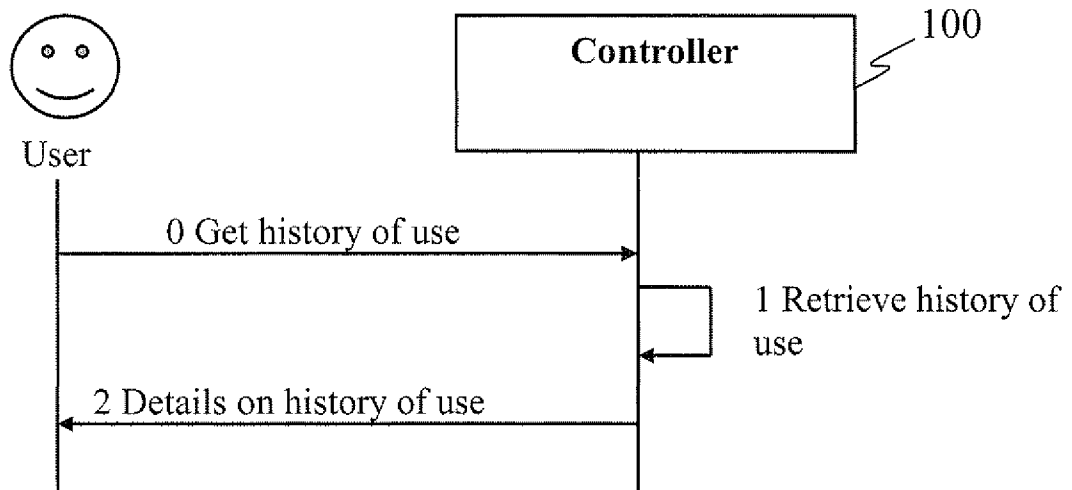 100
Controller
User
0 Get history of use
1 Retrieve history of
use
2 Details on history of use